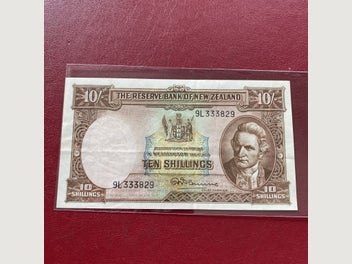 THE RESERVE BANK OF NEW ZEALAND
10/- 10/-
9L 333829
TEN SHILLINGS
9L 333829
10 SHILLINGS 10 SHILLINGS